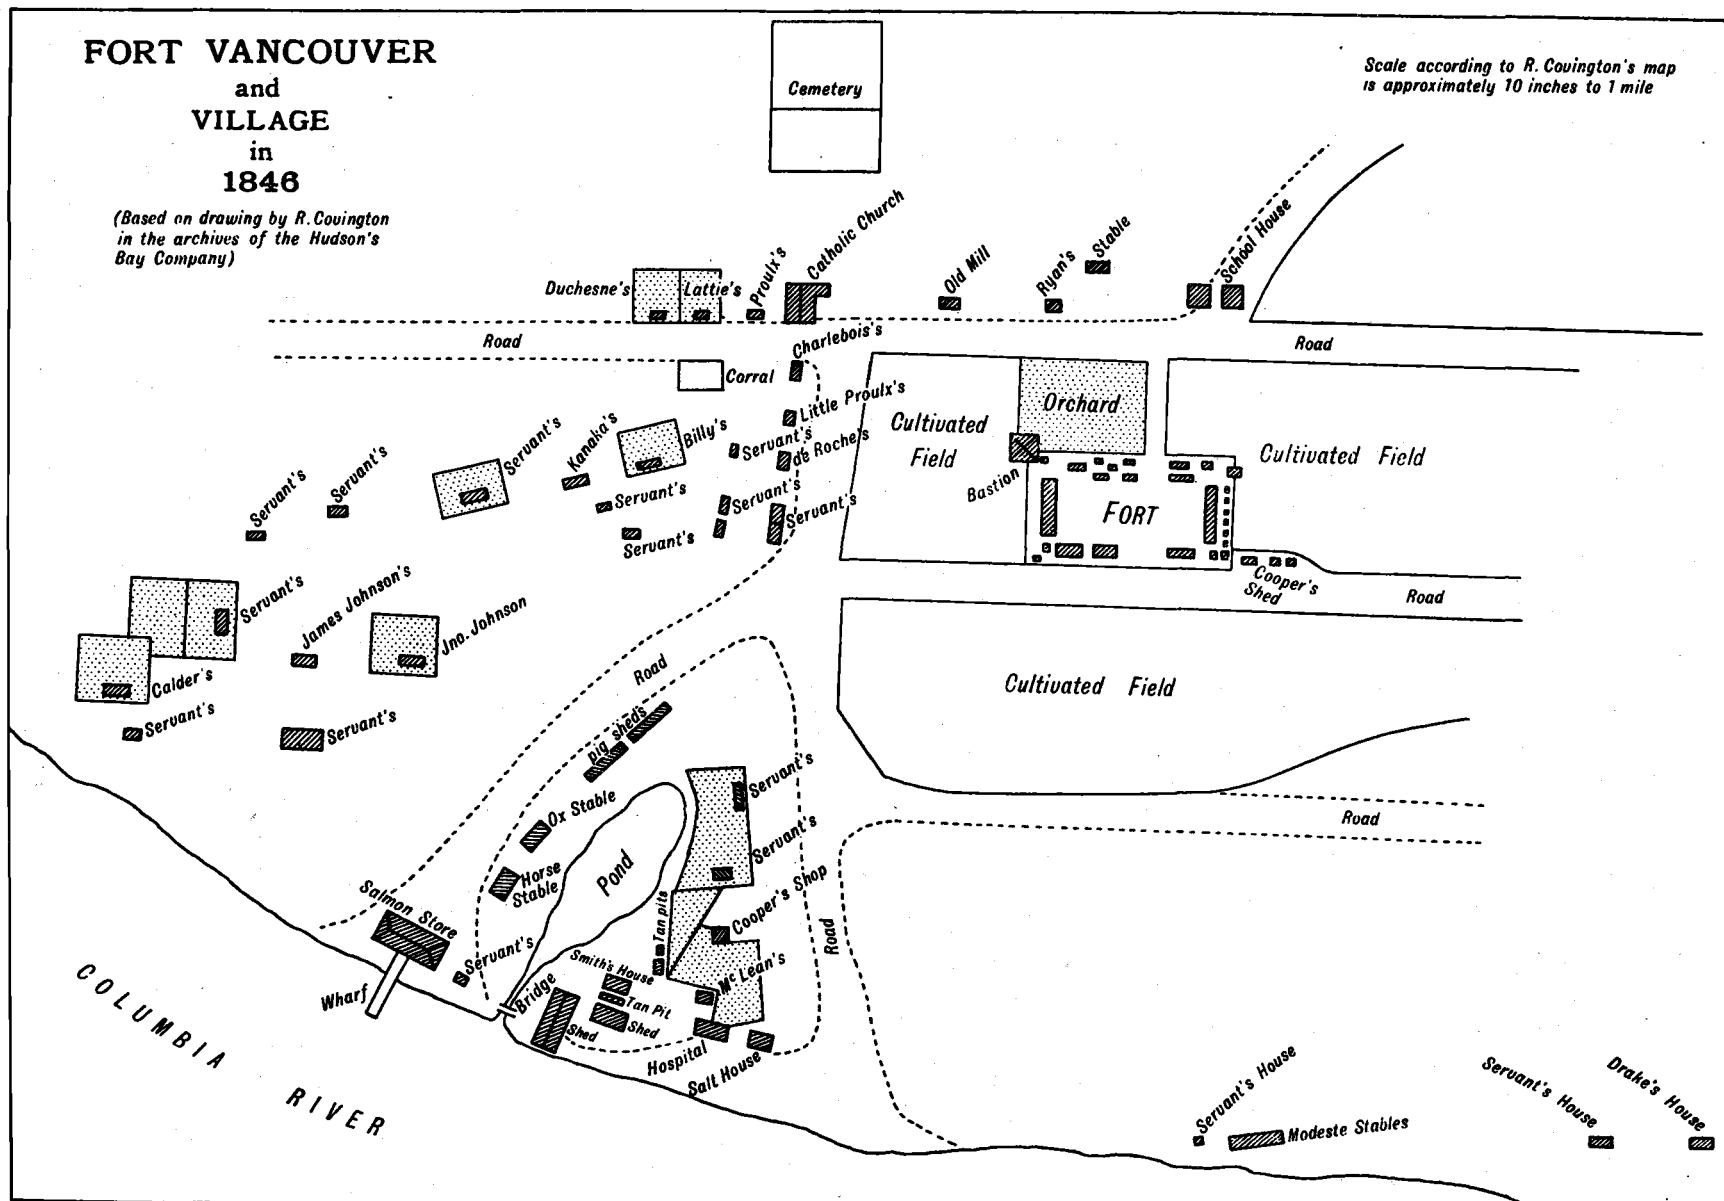 FORT VANCOUVER
and
VILLAGE
in
1846
(Based on drawing by R. Covington
in the archives of the Hudson's
Bay Company)
Cemetery
Scale according to R. Covington's map
is approximately 10 inches to 1 mile
Duchesne's
Lattie's
Proulx's
Catholic Church
Old Mill
Ryan's
Stable
School House
Road
Road
Charlebois's
Corral
Little Proulx's
Servant's
de Roche's
Billy's
Kanaka's
Servant's
Servant's
Servant's
Servant's
Servant's
Servant's
Servant's
Cultivated
Field
Orchard
Bastion
FORT
Cultivated Field
Cooper's
Shed
Road
Servant's
James Johnson's
Jno. Johnson
Calder's
Servant's
Servant's
Road
Cultivated Field
pig sheds
Ox Stable
Horse
Stable
Pond
Servant's
Servant's
Road
Salmon Store
Servant's
Wharf
Bridge
Tan pits
Cooper's Shop
Road
Smith's House
Tan Pit
Shed
Shed
McLean's
Hospital
Salt House
COLUMBIA
RIVER
Servant's House
Modeste Stables
Servant's House
Drake's House